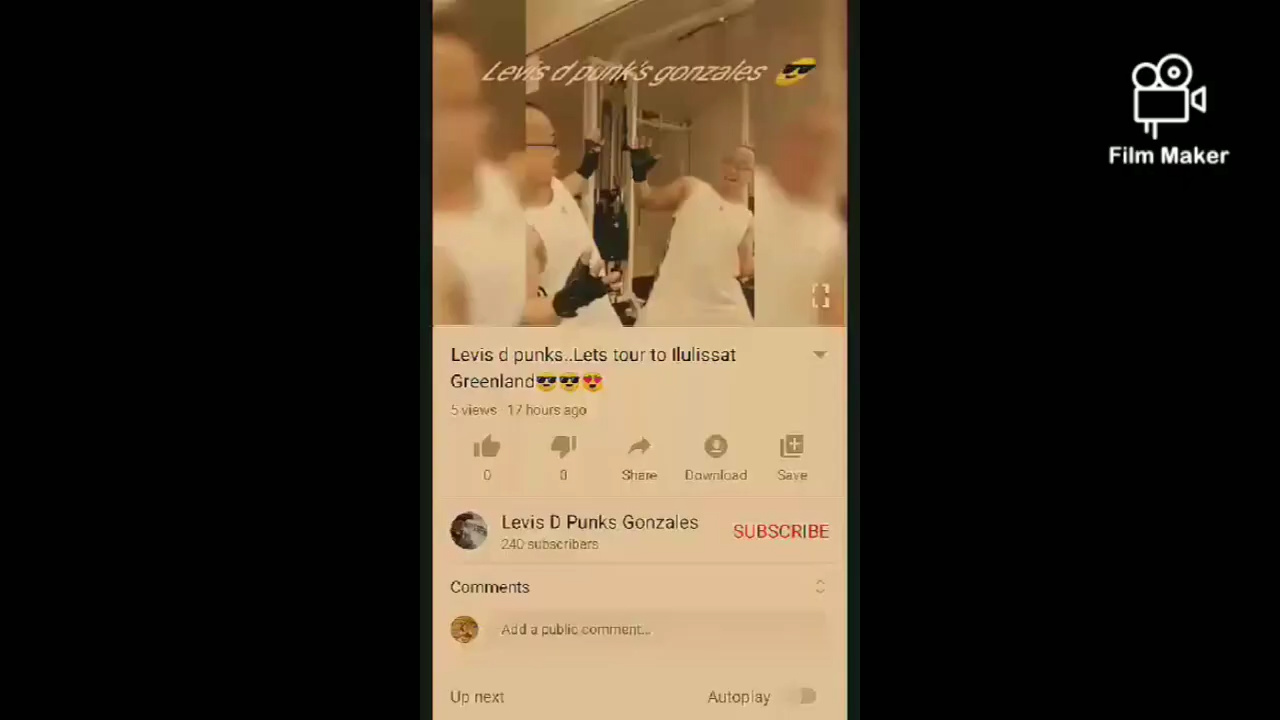 Levis d punk's gonzales 😎
Film Maker
Levis d punks..Lets tour to Ilulissat
Greenland😎😎😍
5 views 17 hours ago
0 0 Share Download Save
Levis D Punks Gonzales
240 subscribers
SUBSCRIBE
Comments
Add a public comment...
Up next Autoplay